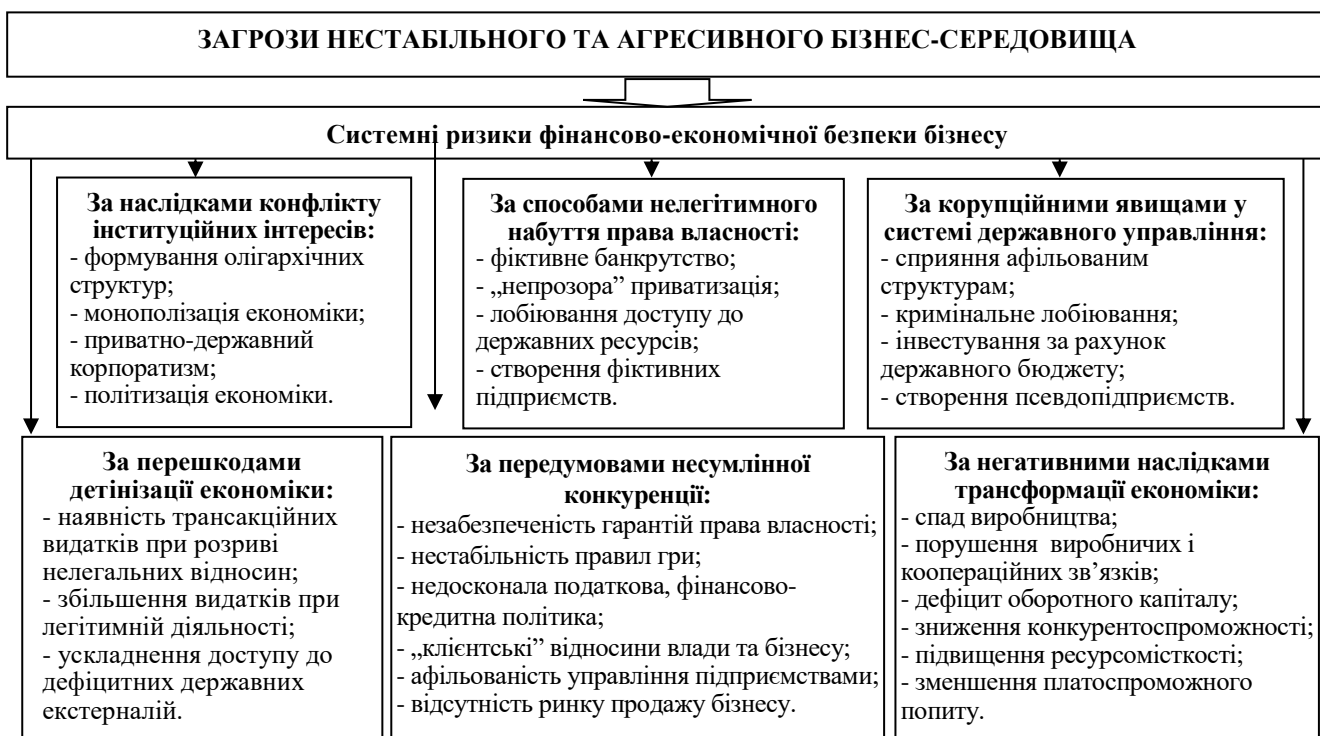 ЗАГРОЗИ НЕСТАБІЛЬНОГО ТА АГРЕСИВНОГО БІЗНЕС-СЕРЕДОВИЩА
Системні ризики фінансово-економічної безпеки бізнесу
За наслідками конфлікту
інституційних інтересів:
- формування олігархічних
структур;
- монополізація економіки;
- приватно-державний
корпоратизм;
- політизація економіки.
За способами нелегітимного
набуття права власності:
- фіктивне банкрутство;
- „непрозора” приватизація;
- лобіювання доступу до
державних ресурсів;
- створення фіктивних
підприємств.
За корупційними явищами у
системі державного управління:
- сприяння афільованим
структурам;
- кримінальне лобіювання;
- інвестування за рахунок
державного бюджету;
- створення псевдопідприємств.
За перешкодами
детінізації економіки:
- наявність трансакційних
видатків при розриві
нелегальних відносин;
- збільшення видатків при
легітимній діяльності;
- ускладнення доступу до
дефіцитних державних
екстерналій.
За передумовами несумлінної
конкуренції:
- незабезпеченість гарантій права власності;
- нестабільність правил гри;
- недосконала податкова, фінансово-
кредитна політика;
- „клієнтські” відносини влади та бізнесу;
- афільованість управління підприємствами;
- відсутність ринку продажу бізнесу.
За негативними наслідками
трансформації економіки:
- спад виробництва;
- порушення виробничих і
коопераційних зв’язків;
- дефіцит оборотного капіталу;
- зниження конкурентоспроможності;
- підвищення ресурсомісткості;
- зменшення платоспроможного
попиту.